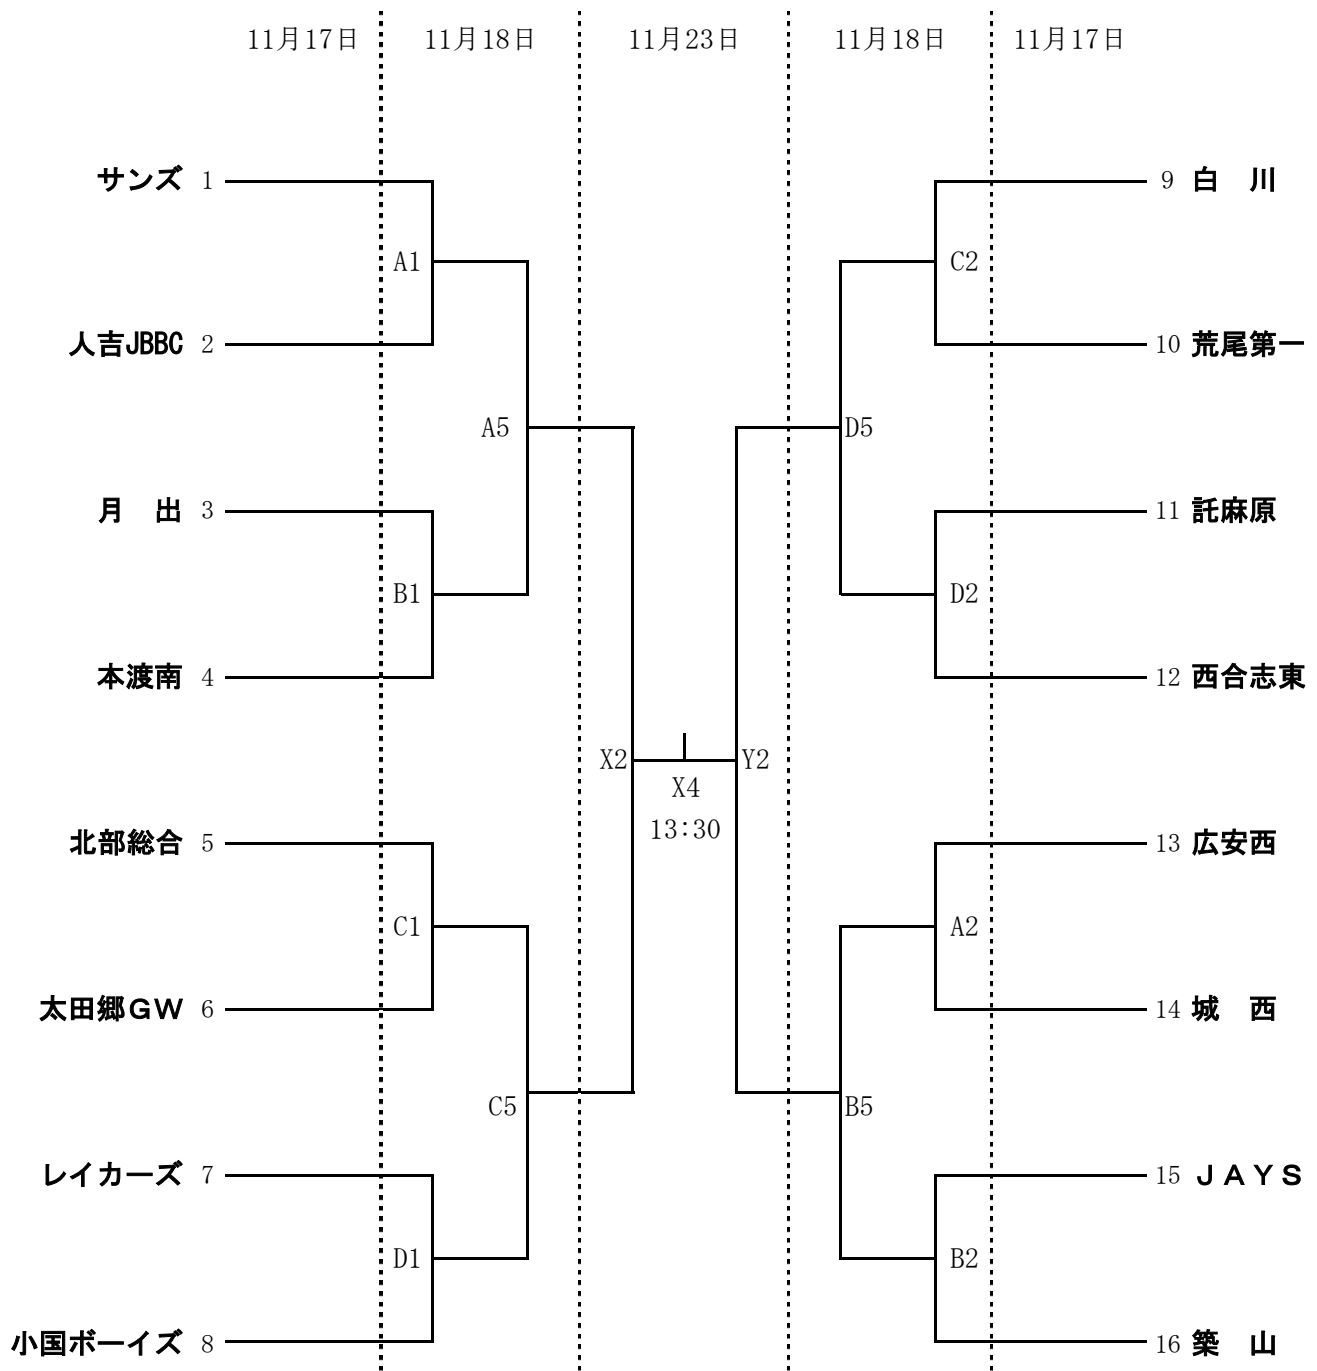 11月17日 11月18日 11月23日 11月18日 11月17日
サンズ 1 9 白　川
A1 C2
人吉JBBC 2 10 荒尾第一
A5 D5
月　出 3 11 託麻原
B1 D2
本渡南 4 12 西合志東
X2 Y2
X4
13:30
北部総合 5 13 広安西
C1 A2
太田郷ＧＷ 6 14 城　西
C5 B5
レイカーズ 7 15 ＪＡＹＳ
D1 B2
小国ボーイズ 8 16 築　山